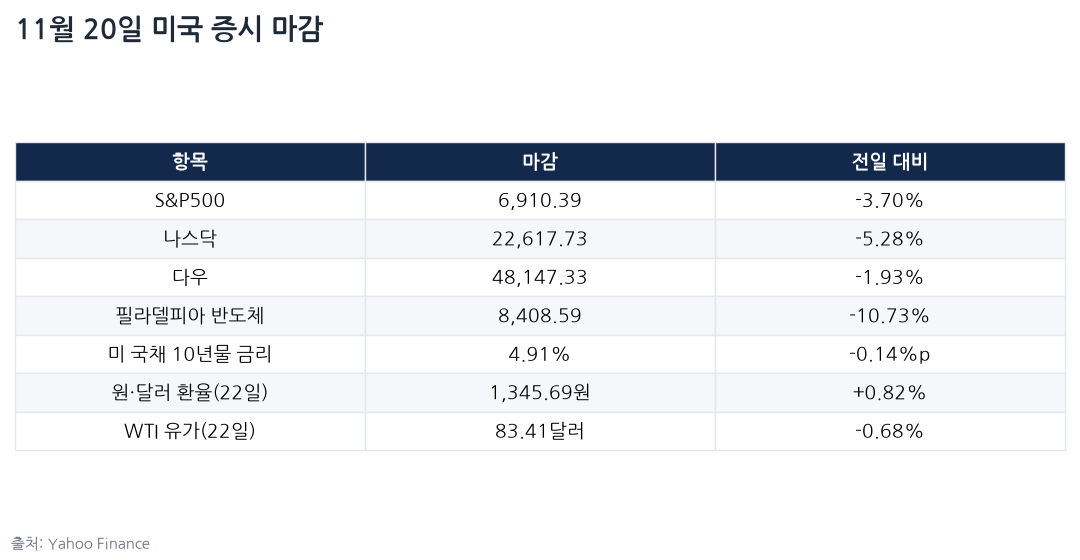 11월 20일 미국 증시 마감
항목 마감 전일 대비
S&P500 6,910.39 -3.70%
나스닥 22,617.73 -5.28%
다우 48,147.33 -1.93%
필라델피아 반도체 8,408.59 -10.73%
미 국채 10년물 금리 4.91% -0.14%p
원·달러 환율(22일) 1,345.69원 +0.82%
WTI 유가(22일) 83.41달러 -0.68%
출처: Yahoo Finance